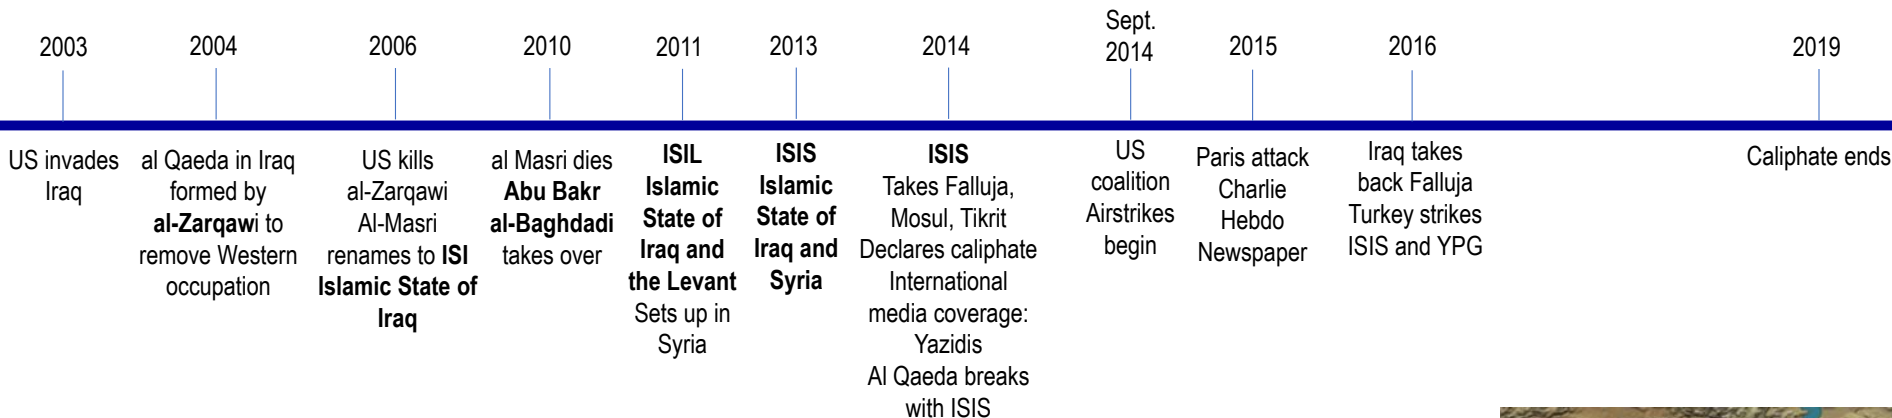 2003
US invades
Iraq
2004
al Qaeda in Iraq
formed by
al-Zarqawi to
remove Western
occupation
2006
US kills
al-Zarqawi
Al-Masri
renames to ISI
Islamic State of
Iraq
2010
al Masri dies
Abu Bakr
al-Baghdadi
takes over
2011
ISIL
Islamic
State of
Iraq and
the Levant
Sets up in
Syria
2013
ISIS
Islamic
State of
Iraq and
Syria
2014
ISIS
Takes Falluja,
Mosul, Tikrit
Declares caliphate
International
media coverage:
Yazidis
Al Qaeda breaks
with ISIS
Sept.
2014
US
coalition
Airstrikes
begin
2015
Paris attack
Charlie
Hebdo
Newspaper
2016
Iraq takes
back Falluja
Turkey strikes
ISIS and YPG
2019
Caliphate ends